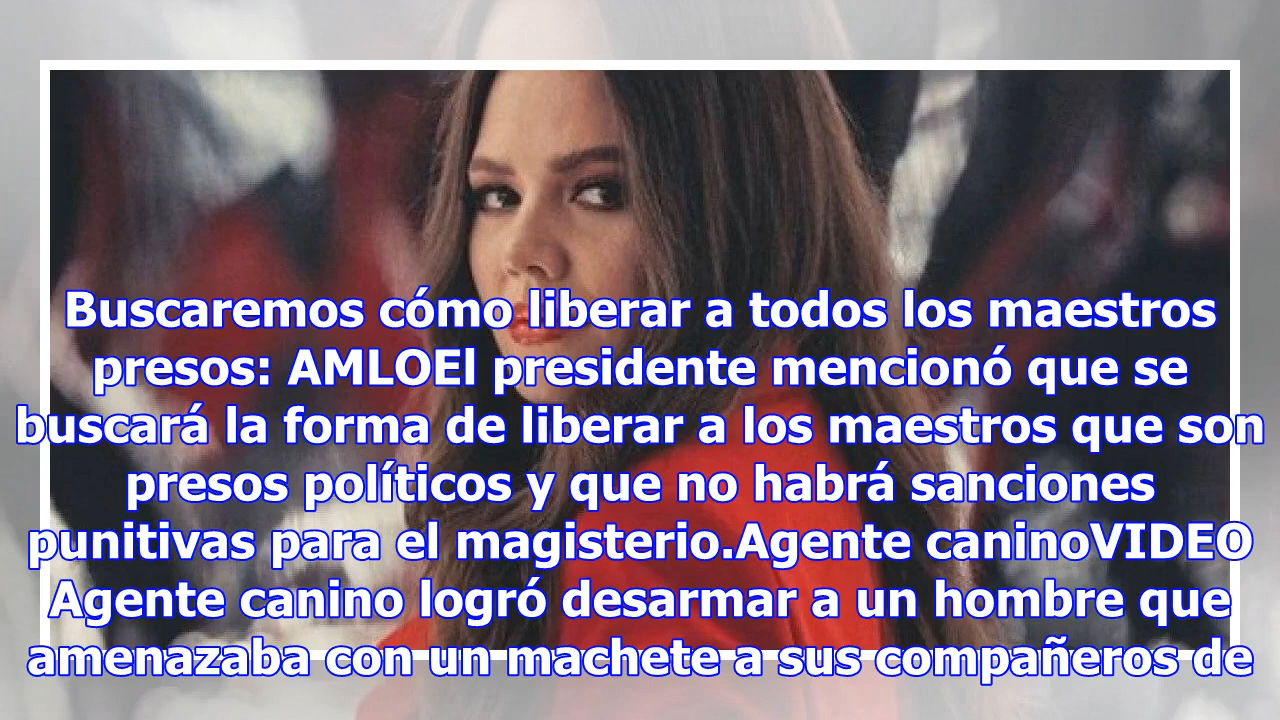 Buscaremos cómo liberar a todos los maestros
presos: AMLOEl presidente mencionó que se
buscará la forma de liberar a los maestros que son
presos políticos y que no habrá sanciones
punitivas para el magisterio.Agente caninoVIDEO
Agente canino logró desarmar a un hombre que
amenazaba con un machete a sus compañeros de